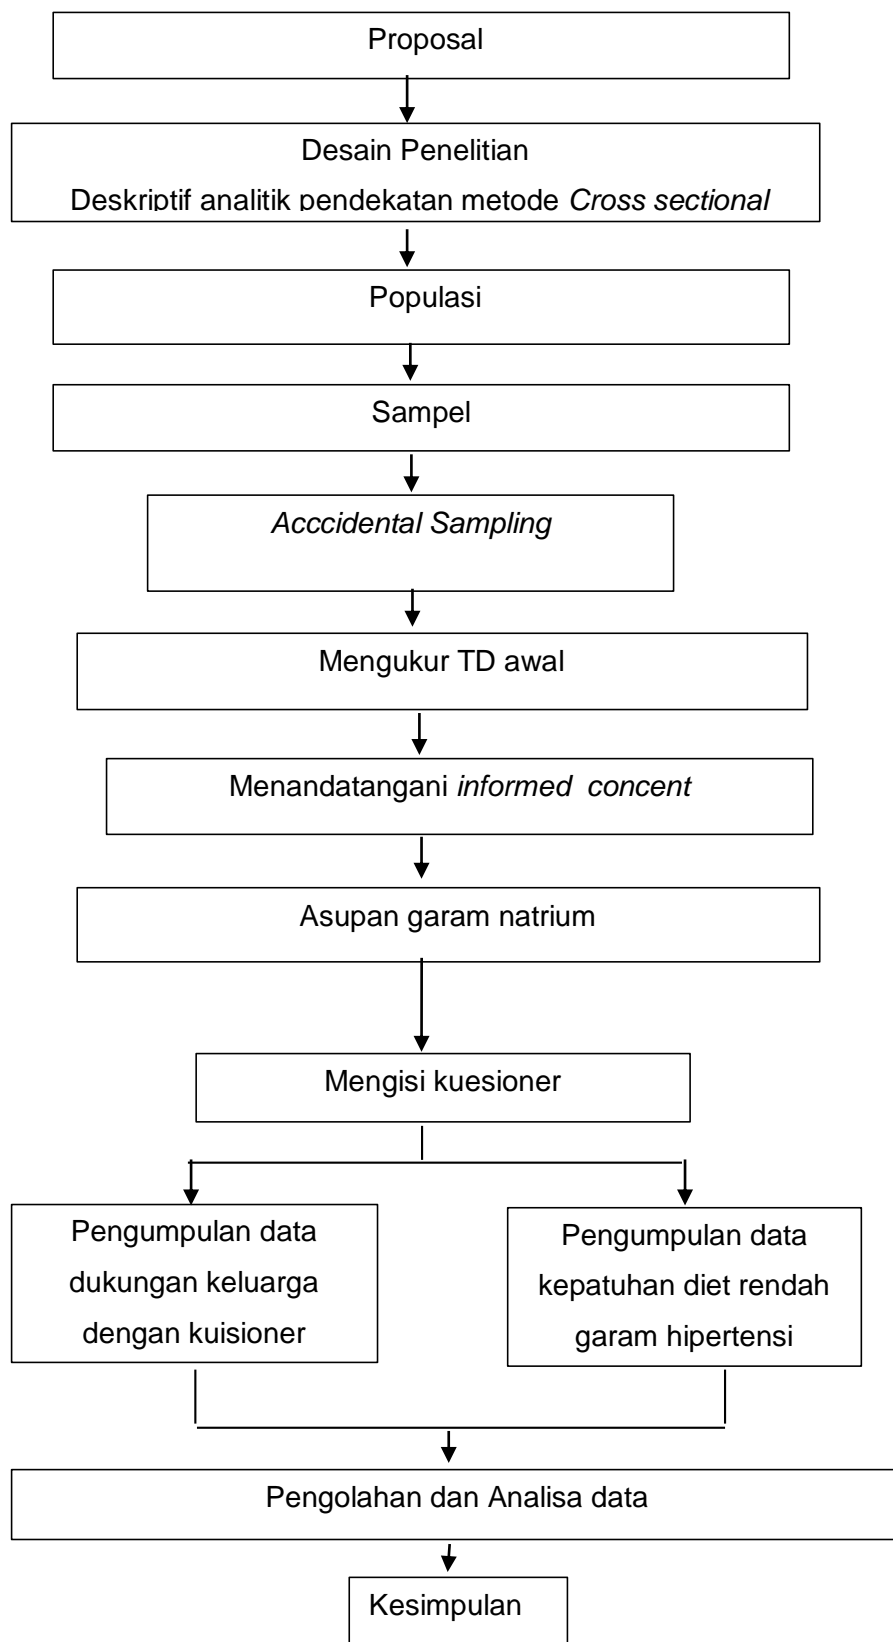 Proposal
Desain Penelitian
Deskriptif analitik pendekatan metode Cross sectional
Populasi
Sampel
Acccidental Sampling
Mengukur TD awal
Menandatangani informed concent
Asupan garam natrium
Mengisi kuesioner
Pengumpulan data
dukungan keluarga
dengan kuisioner
Pengumpulan data
kepatuhan diet rendah
garam hipertensi
Pengolahan dan Analisa data
Kesimpulan